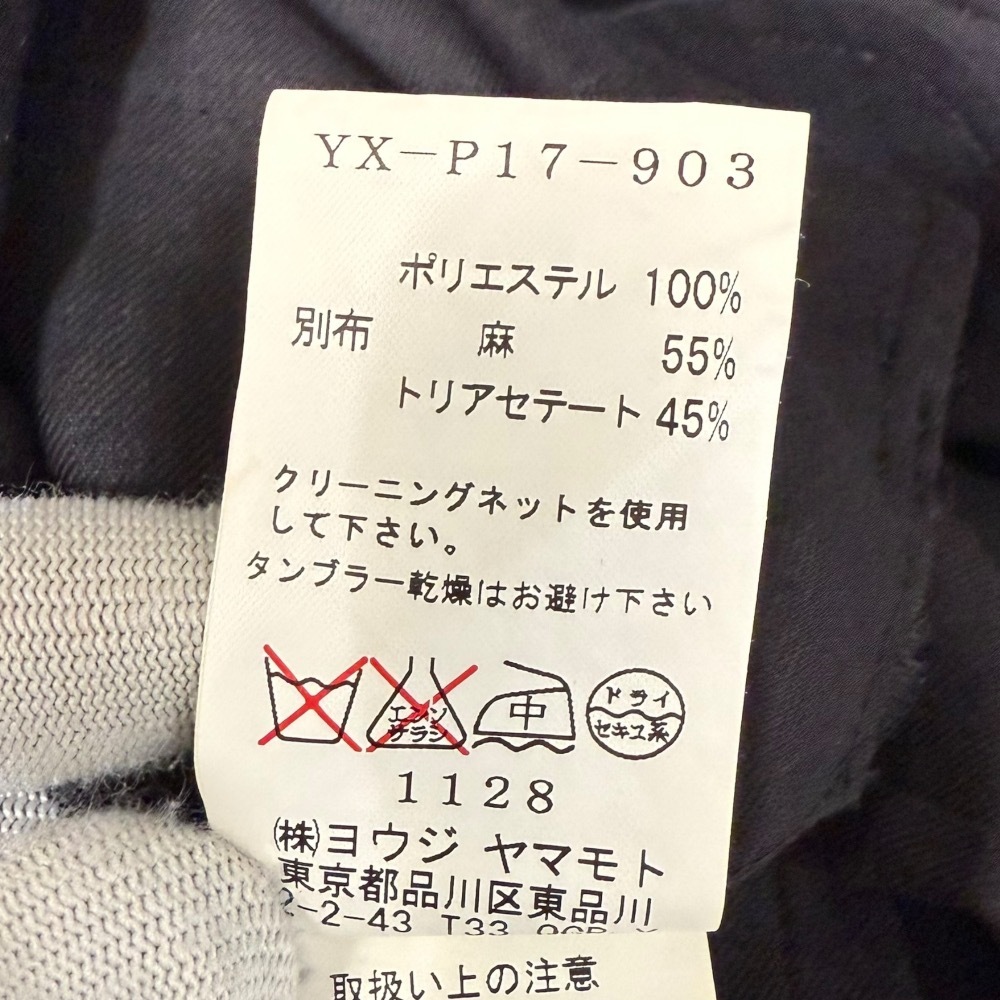 YX-P17-903
ポリエステル 100%
別布 麻 55%
トリアセテート 45%
クリーニングネットを使用
して下さい。
タンブラー乾燥はお避け下さい
エンソ
サラシ
中
ドライ
セキユ系
1128
㈱ヨウジ ヤマモト
東京都品川区東品川
2-2-43 T33
取扱い上の注意